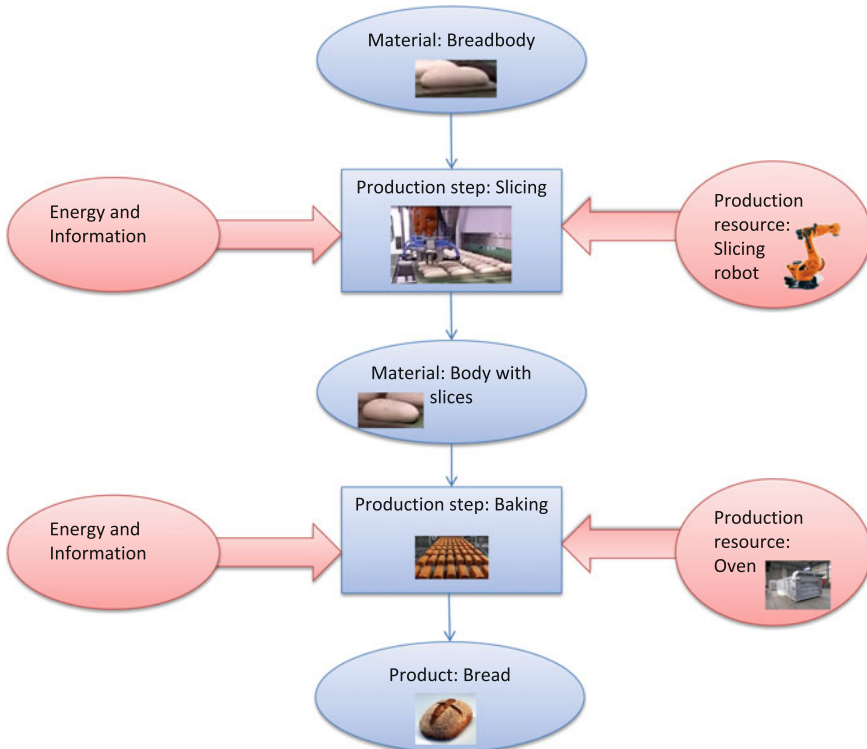 Material: Breadbody
Production step: Slicing
Energy and
Information
Production
resource:
Slicing
robot
Material: Body with
slices
Production step: Baking
Energy and
Information
Production
resource:
Oven
Product: Bread